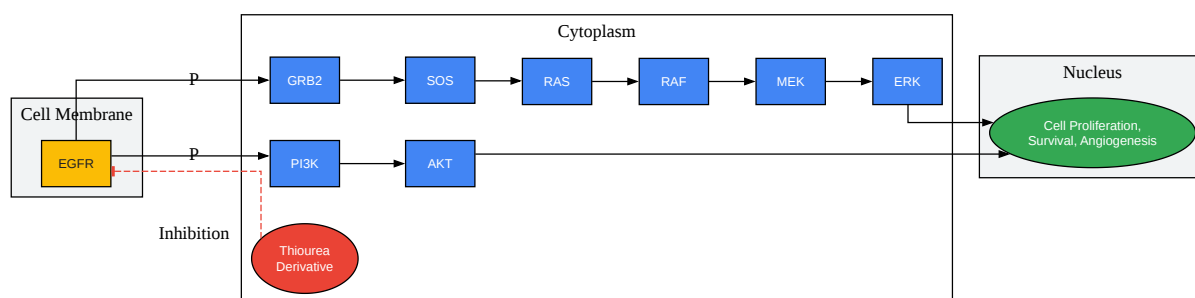 Cytoplasm
Nucleus
Cell Membrane
P
GRB2
SOS
RAS
RAF
MEK
ERK
Cell Proliferation,
Survival, Angiogenesis
EGFR
P
PI3K
AKT
Inhibition
Thiourea
Derivative